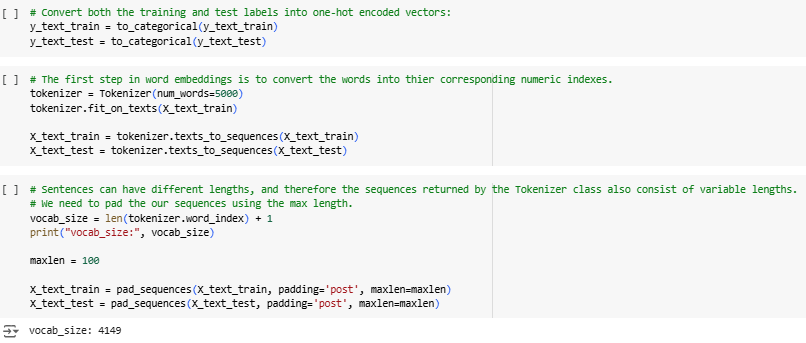 [ ] # Convert both the training and test labels into one-hot encoded vectors:
y_text_train = to_categorical(y_text_train)
y_text_test = to_categorical(y_text_test)
[ ] # The first step in word embeddings is to convert the words into thier corresponding numeric indexes.
tokenizer = Tokenizer(num_words=5000)
tokenizer.fit_on_texts(X_text_train)
X_text_train = tokenizer.texts_to_sequences(X_text_train)
X_text_test = tokenizer.texts_to_sequences(X_text_test)
[ ] # Sentences can have different lengths, and therefore the sequences returned by the Tokenizer class also consist of variable lengths.
# We need to pad the our sequences using the max length.
vocab_size = len(tokenizer.word_index) + 1
print("vocab_size:", vocab_size)
maxlen = 100
X_text_train = pad_sequences(X_text_train, padding='post', maxlen=maxlen)
X_text_test = pad_sequences(X_text_test, padding='post', maxlen=maxlen)
vocab_size: 4149